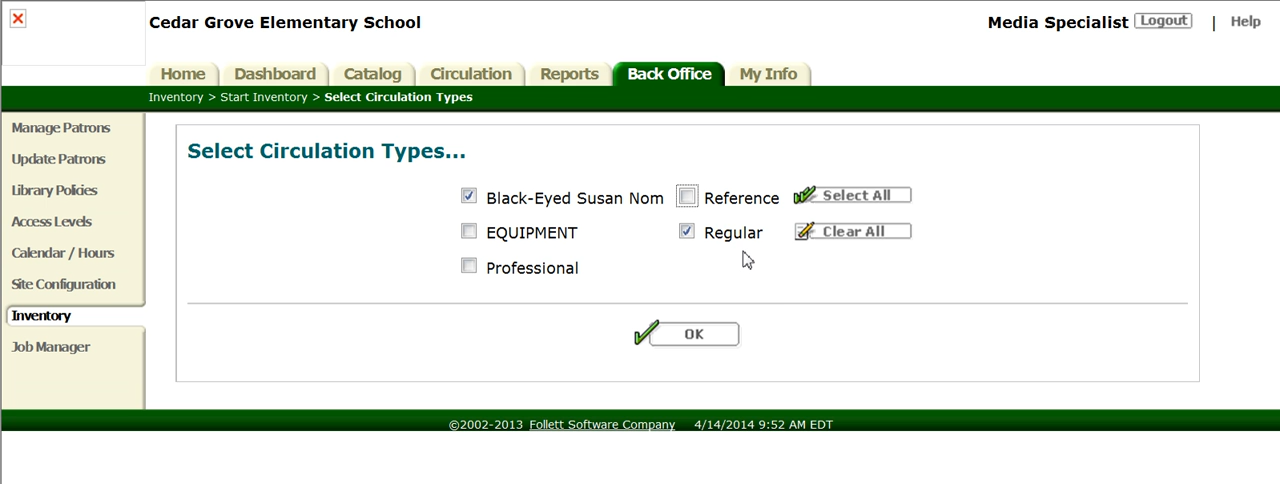 Cedar Grove Elementary School
Media Specialist Logout | Help
Home Dashboard Catalog Circulation Reports Back Office My Info
Inventory > Start Inventory > Select Circulation Types
Manage Patrons
Update Patrons
Library Policies
Access Levels
Calendar / Hours
Site Configuration
Inventory
Job Manager
Select Circulation Types...
Black-Eyed Susan Nom Reference Select All
EQUIPMENT Regular Clear All
Professional
OK
©2002-2013 Follett Software Company 4/14/2014 9:52 AM EDT